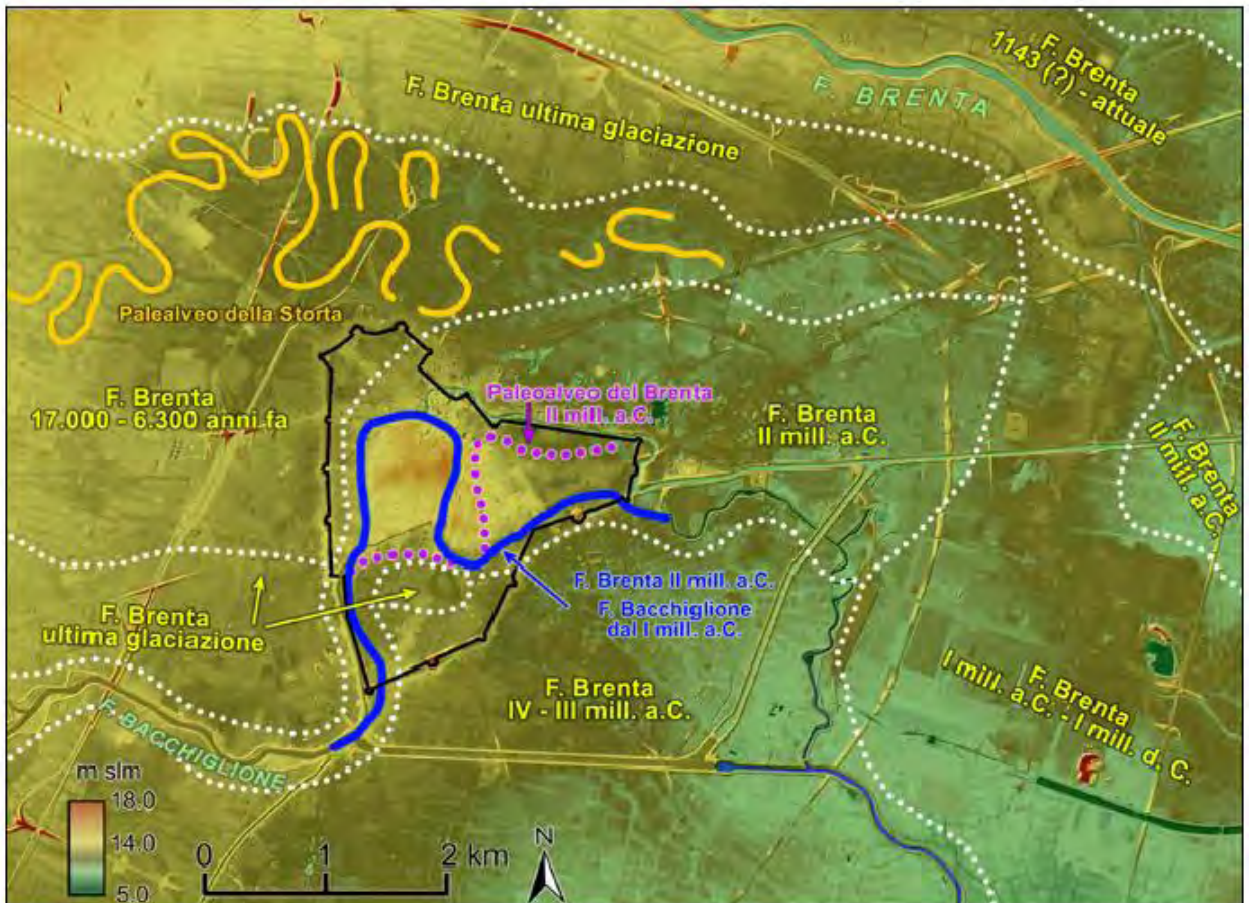 F. Brenta
1143 (?) - attuale
F. BRENTA
F. Brenta ultima glaciazione
Palealveo della Storta
F. Brenta
17.000 - 6.300 anni fa
Paleoalveo del Brenta
II mill. a.C.
F. Brenta
II mill. a.C.
F. Brenta
II mill. a.C.
F. Brenta II mill. a.C.
F. Bacchiglione
dal I mill. a.C.
F. Brenta
ultima glaciazione
F. Brenta
IV - III mill. a.C.
F. Brenta
I mill. a.C. - I mill. d. C.
F. BACCHIGLIONE
m slm
18.0
14.0
5.0
0 1 2 km
N